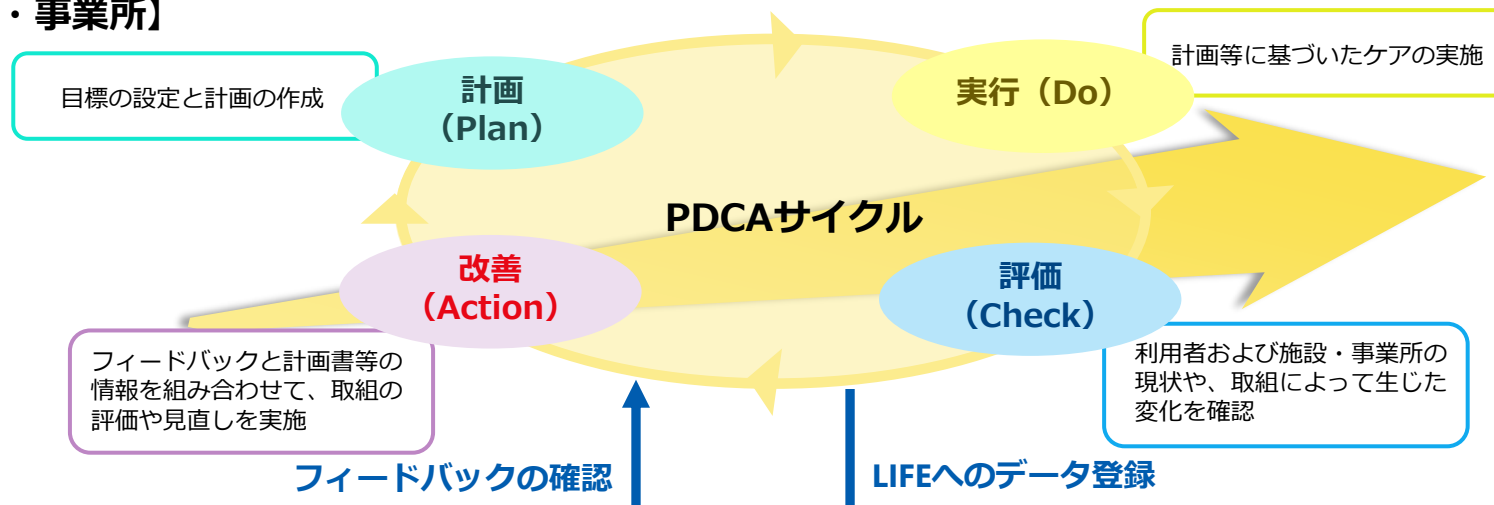 ・事業所】
目標の設定と計画の作成
計画
（Plan）
実行（Do）
計画等に基づいたケアの実施
PDCAサイクル
改善
（Action）
評価
（Check）
フィードバックと計画書等の
情報を組み合わせて、取組の
評価や見直しを実施
利用者および施設・事業所の
現状や、取組によって生じた
変化を確認
フィードバックの確認
LIFEへのデータ登録